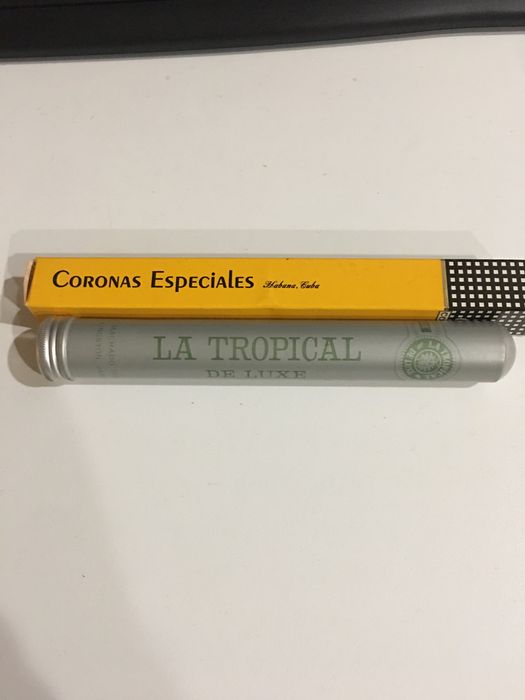 CORONAS ESPECIALES Habana, Cuba
LA TROPICAL
DE LUXE